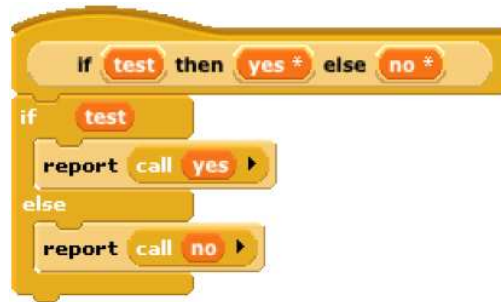 if test then yes * else no *
if test
report call yes
else
report call no